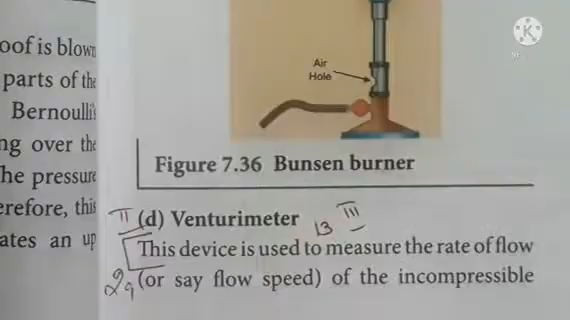 oof is blown
parts of the
Bernoulli's
ng over the
he pressure
erefore, this
ates an up
Air
Hole
Figure 7.36 Bunsen burner
II (d) Venturimeter 13 III
This device is used to measure the rate of flow
29 (or say flow speed) of the incompressible
K